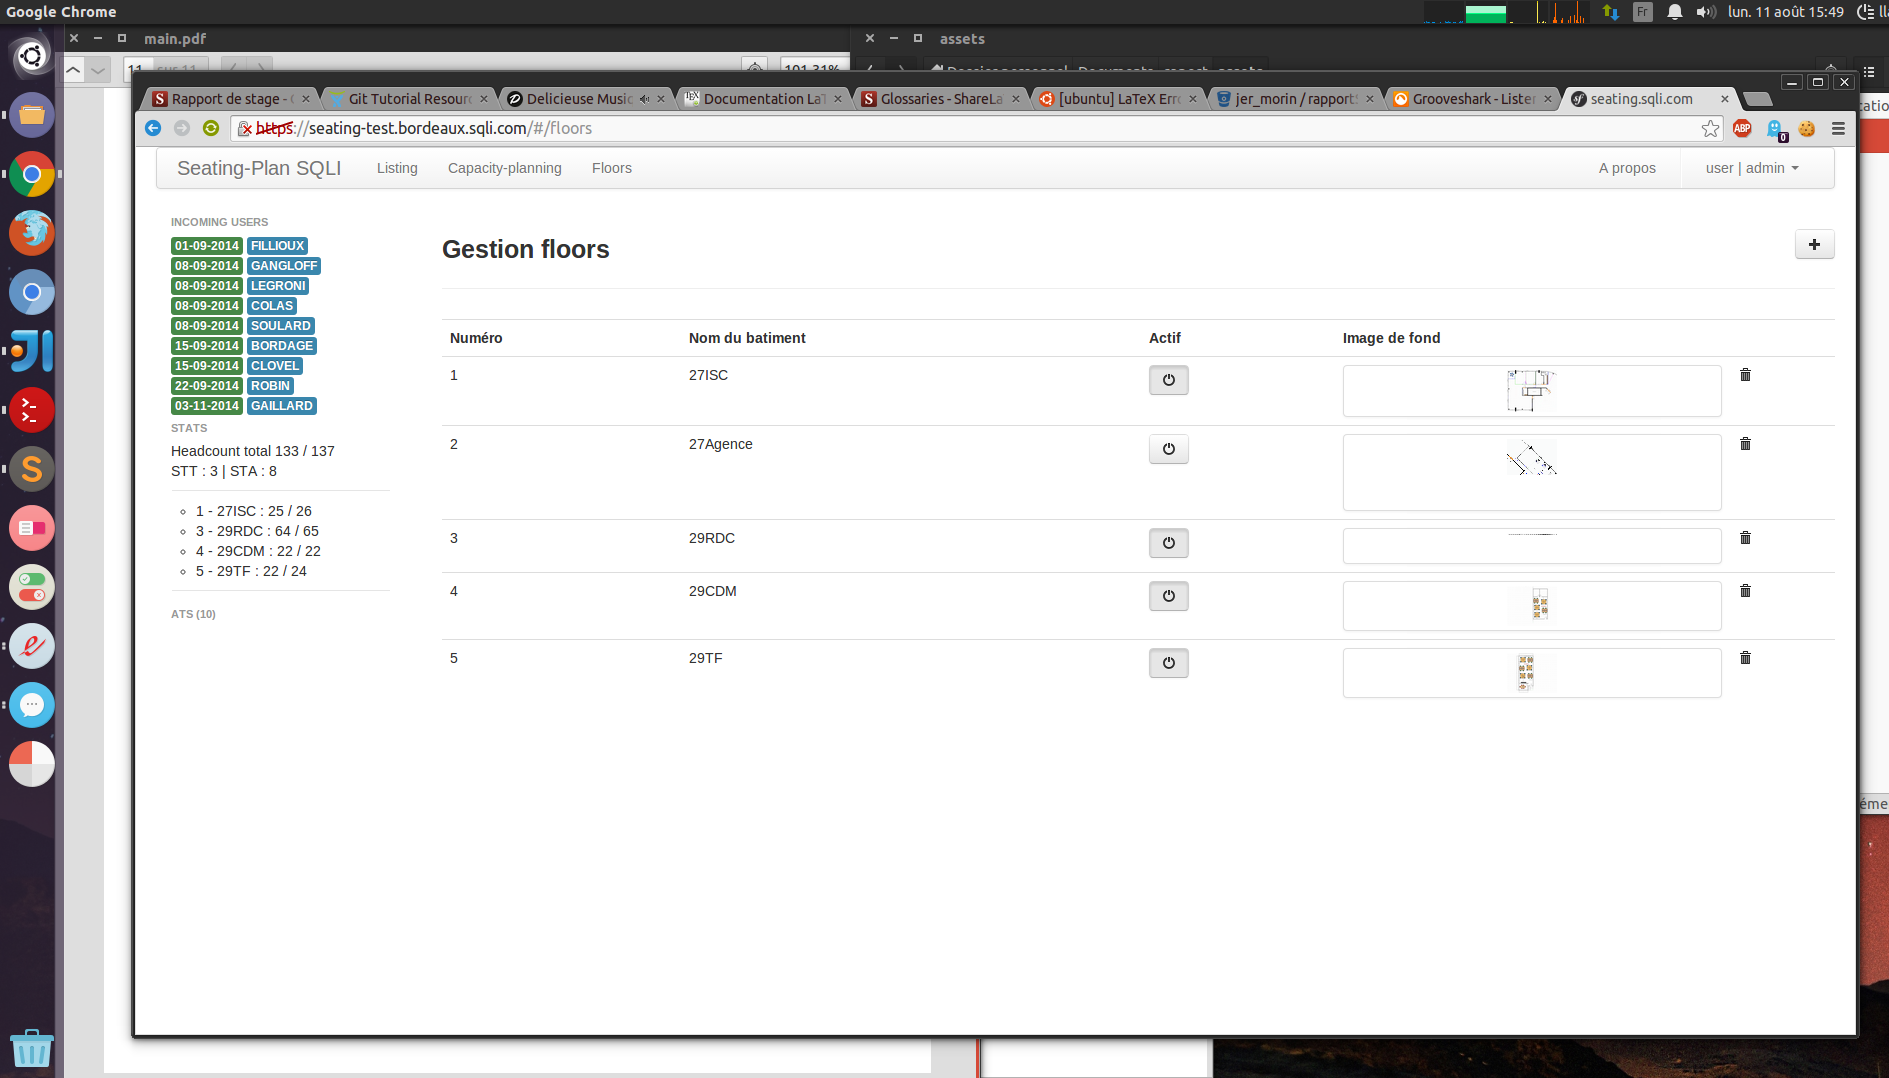 Google Chrome
Fr
lun. 11 août 15:49
main.pdf
assets
Rapport de stage -
Git Tutorial Resour
Delicieuse Musiq
Documentation LaT
Glossaries - ShareLa
[ubuntu] LaTeX Erro
jer_morin / rapport
Grooveshark - Listen
seating.sqli.com
https://seating-test.bordeaux.sqli.com/#/floors
ABP
0
Seating-Plan SQLI
Listing
Capacity-planning
Floors
A propos
user | admin
INCOMING USERS
01-09-2014 FILLIOUX
08-09-2014 GANGLOFF
08-09-2014 LEGRONI
08-09-2014 COLAS
08-09-2014 SOULARD
15-09-2014 BORDAGE
15-09-2014 CLOVEL
22-09-2014 ROBIN
03-11-2014 GAILLARD
STATS
Headcount total 133 / 137
STT : 3 | STA : 8
1 - 27ISC : 25 / 26
3 - 29RDC : 64 / 65
4 - 29CDM : 22 / 22
5 - 29TF : 22 / 24
ATS (10)
Gestion floors
Numéro Nom du batiment Actif Image de fond
1 27ISC
2 27Agence
3 29RDC
4 29CDM
5 29TF